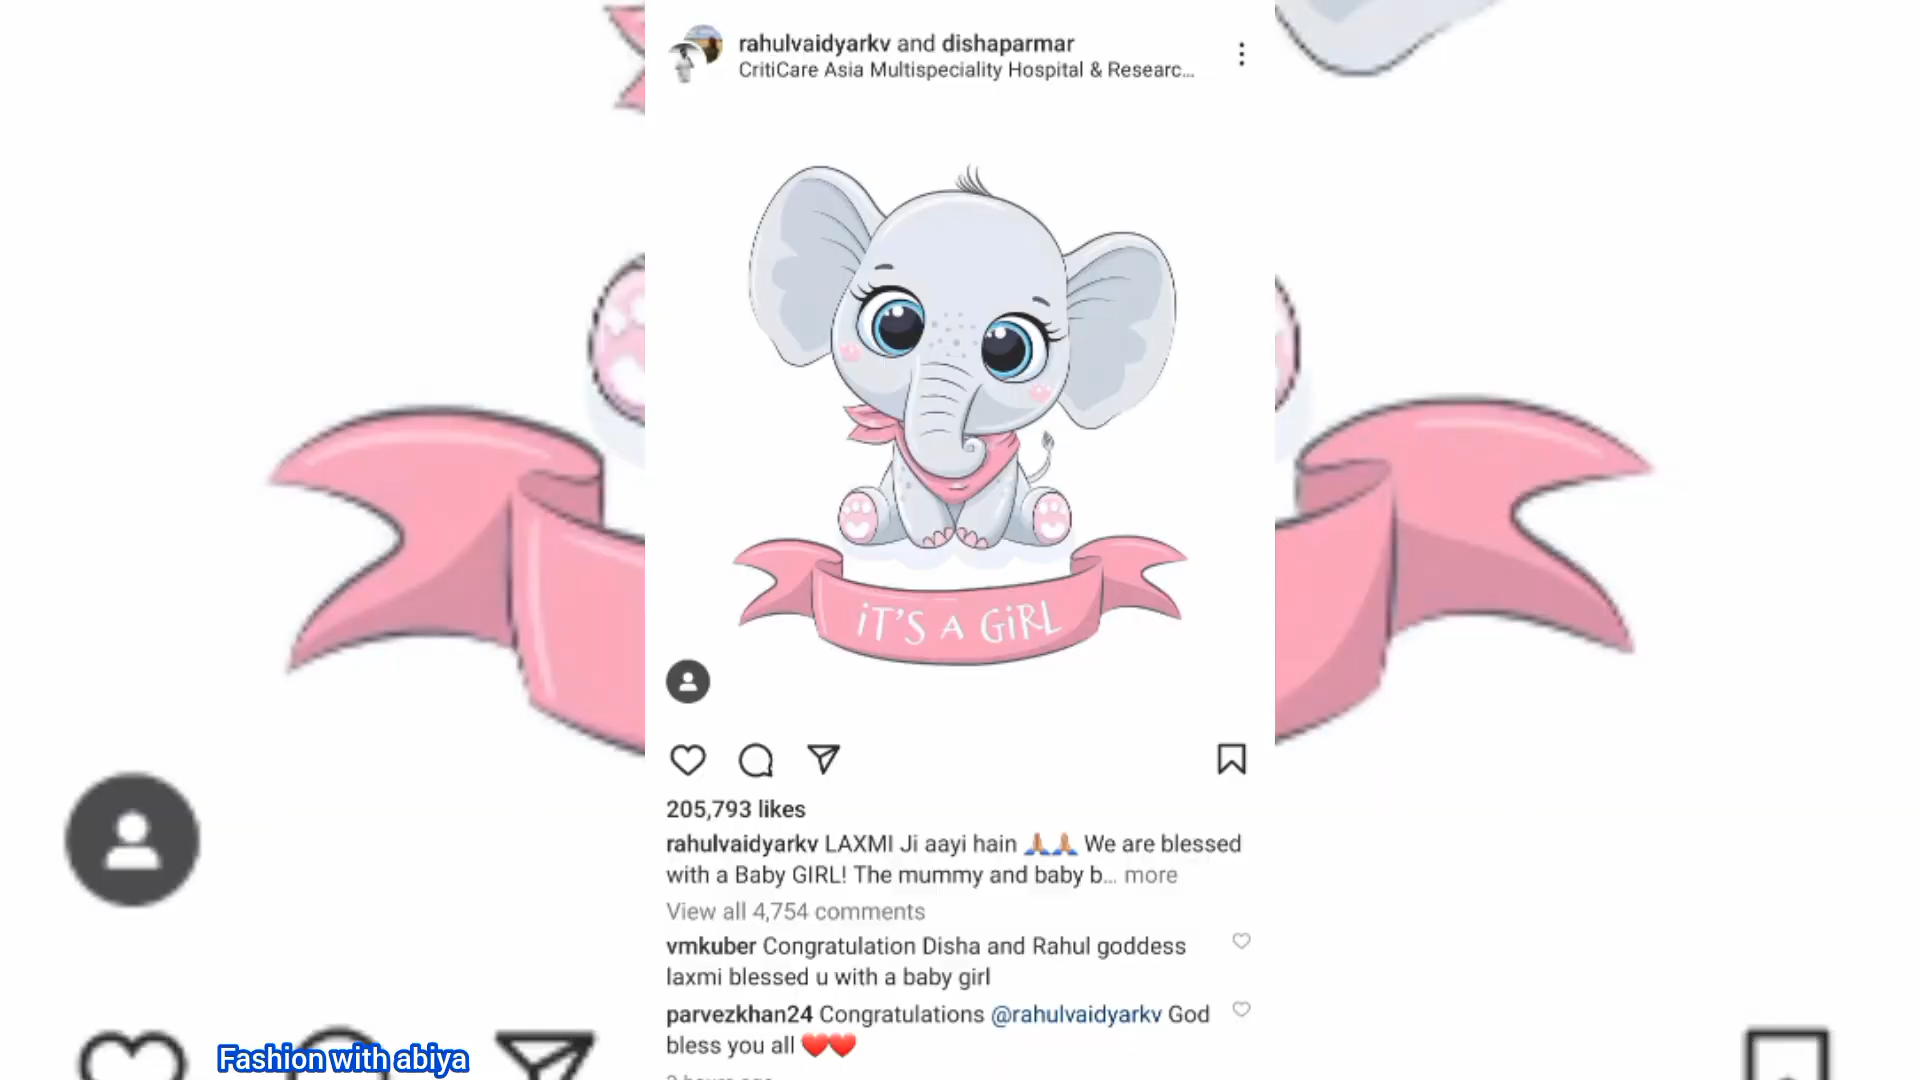 rahulvaidyarkv and dishaparmar
CritiCare Asia Multispeciality Hospital & Researc...
iT'S A GiRL
205,793 likes
rahulvaidyarkv LAXMI Ji aayi hain 🙏🏼🙏🏼 We are blessed
with a Baby GIRL! The mummy and baby b... more
View all 4,754 comments
vmkuber Congratulation Disha and Rahul goddess
laxmi blessed u with a baby girl
parvezkhan24 Congratulations @rahulvaidyarkv God
bless you all ❤️❤️
Fashion with abiya